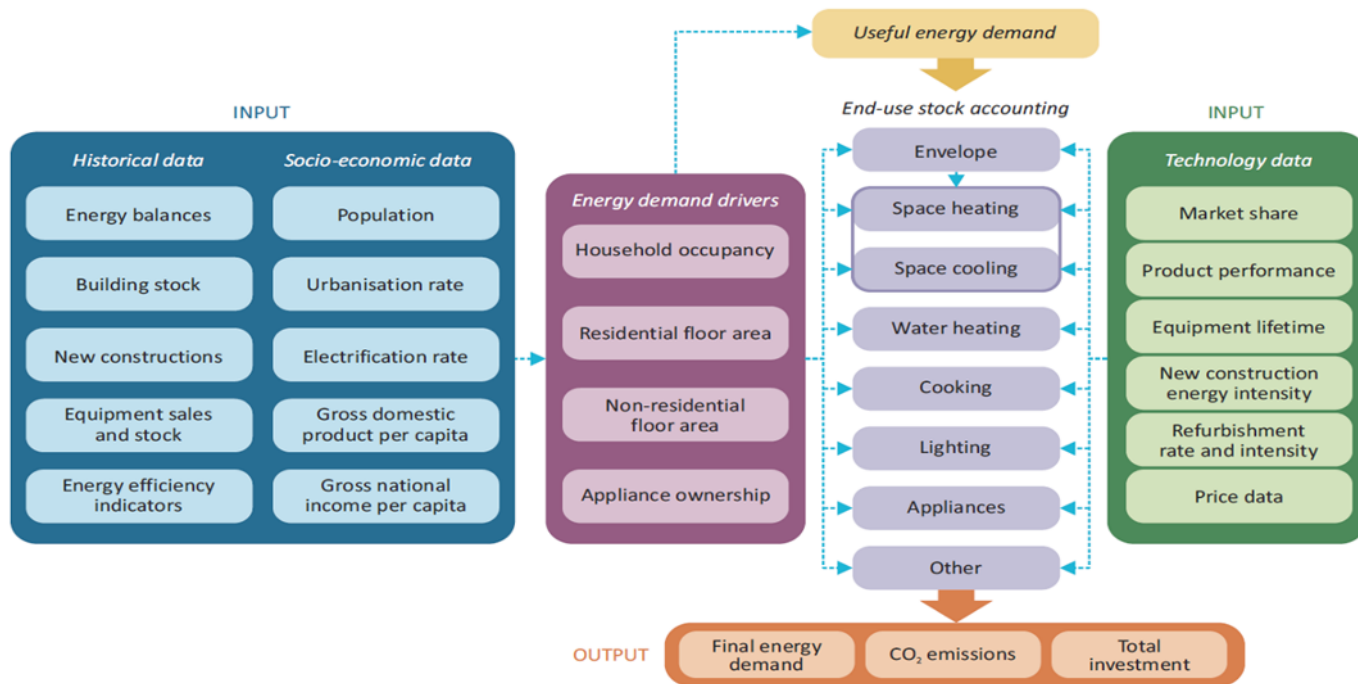 Useful energy demand
INPUT
Historical data
Socio-economic data
Energy balances
Population
Building stock
Urbanisation rate
New constructions
Electrification rate
Equipment sales
and stock
Gross domestic
product per capita
Energy efficiency
indicators
Gross national
income per capita
Energy demand drivers
Household occupancy
Residential floor area
Non-residential
floor area
Appliance ownership
End-use stock accounting
Envelope
Space heating
Space cooling
Water heating
Cooking
Lighting
Appliances
Other
INPUT
Technology data
Market share
Product performance
Equipment lifetime
New construction
energy intensity
Refurbishment
rate and intensity
Price data
OUTPUT
Final energy
demand
CO₂ emissions
Total
investment